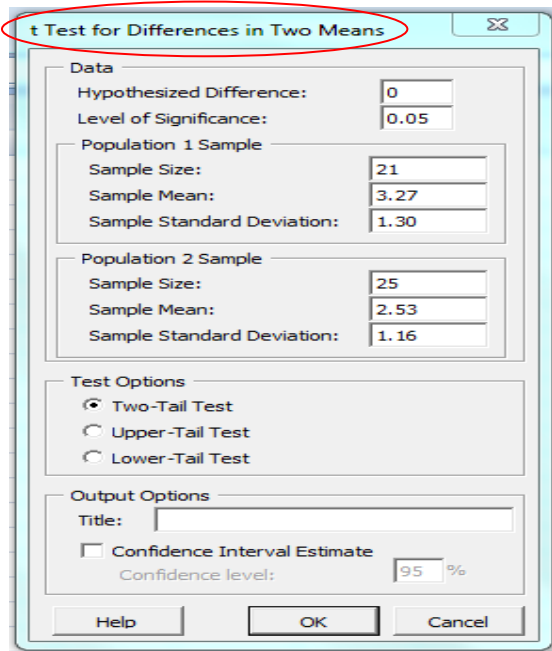 t Test for Differences in Two Means
Data
Hypothesized Difference: 0
Level of Significance: 0.05
Population 1 Sample
Sample Size: 21
Sample Mean: 3.27
Sample Standard Deviation: 1.30
Population 2 Sample
Sample Size: 25
Sample Mean: 2.53
Sample Standard Deviation: 1.16
Test Options
Two-Tail Test
Upper-Tail Test
Lower-Tail Test
Output Options
Title:
Confidence Interval Estimate
Confidence level: 95 %
Help OK Cancel